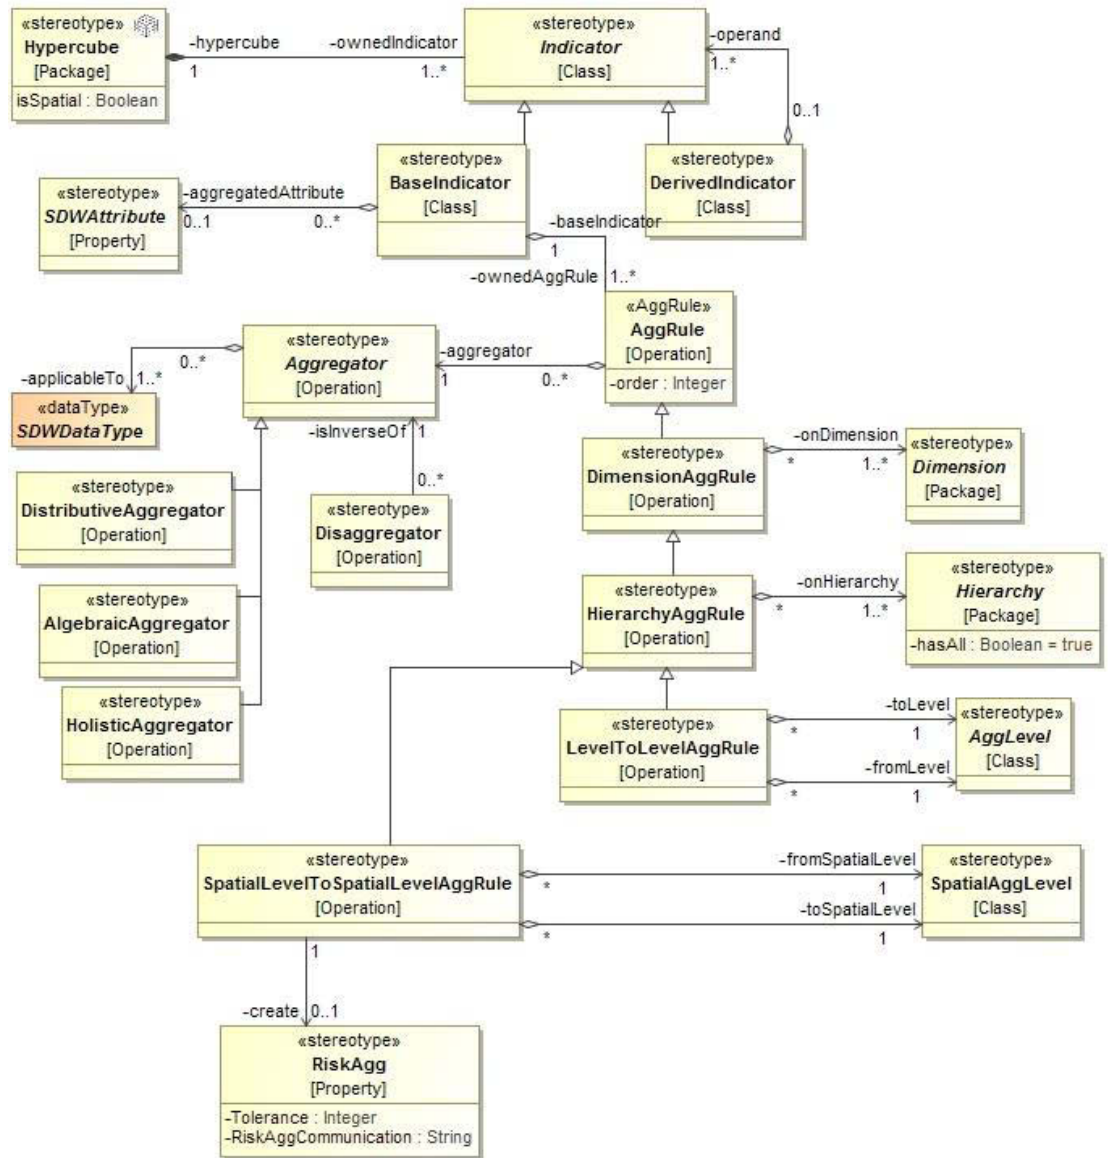 «stereotype»
Hypercube
[Package]
isSpatial : Boolean
-hypercube
1
-ownedIndicator
1..*
«stereotype»
Indicator
[Class]
-operand
1..*
0..1
«stereotype»
SDWAttribute
[Property]
-aggregatedAttribute
0..1
0..*
«stereotype»
BaseIndicator
[Class]
«stereotype»
DerivedIndicator
[Class]
-baseIndicator
1
-ownedAggRule
1..*
«AggRule»
AggRule
[Operation]
-order : Integer
«stereotype»
Aggregator
[Operation]
-aggregator
1
0..*
0..*
-applicableTo
1..*
«dataType»
SDWDataType
-isInverseOf
1
0..*
«stereotype»
Disaggregator
[Operation]
«stereotype»
DistributiveAggregator
[Operation]
«stereotype»
AlgebraicAggregator
[Operation]
«stereotype»
HolisticAggregator
[Operation]
«stereotype»
DimensionAggRule
[Operation]
-onDimension
*
1..*
«stereotype»
Dimension
[Package]
«stereotype»
HierarchyAggRule
[Operation]
-onHierarchy
*
1..*
«stereotype»
Hierarchy
[Package]
-hasAll : Boolean = true
«stereotype»
LevelToLevelAggRule
[Operation]
-toLevel
*
1
-fromLevel
*
1
«stereotype»
AggLevel
[Class]
«stereotype»
SpatialLevelToSpatialLevelAggRule
[Operation]
-fromSpatialLevel
*
1
-toSpatialLevel
*
1
«stereotype»
SpatialAggLevel
[Class]
1
-create
0..1
«stereotype»
RiskAgg
[Property]
-Tolerance : Integer
-RiskAggCommunication : String